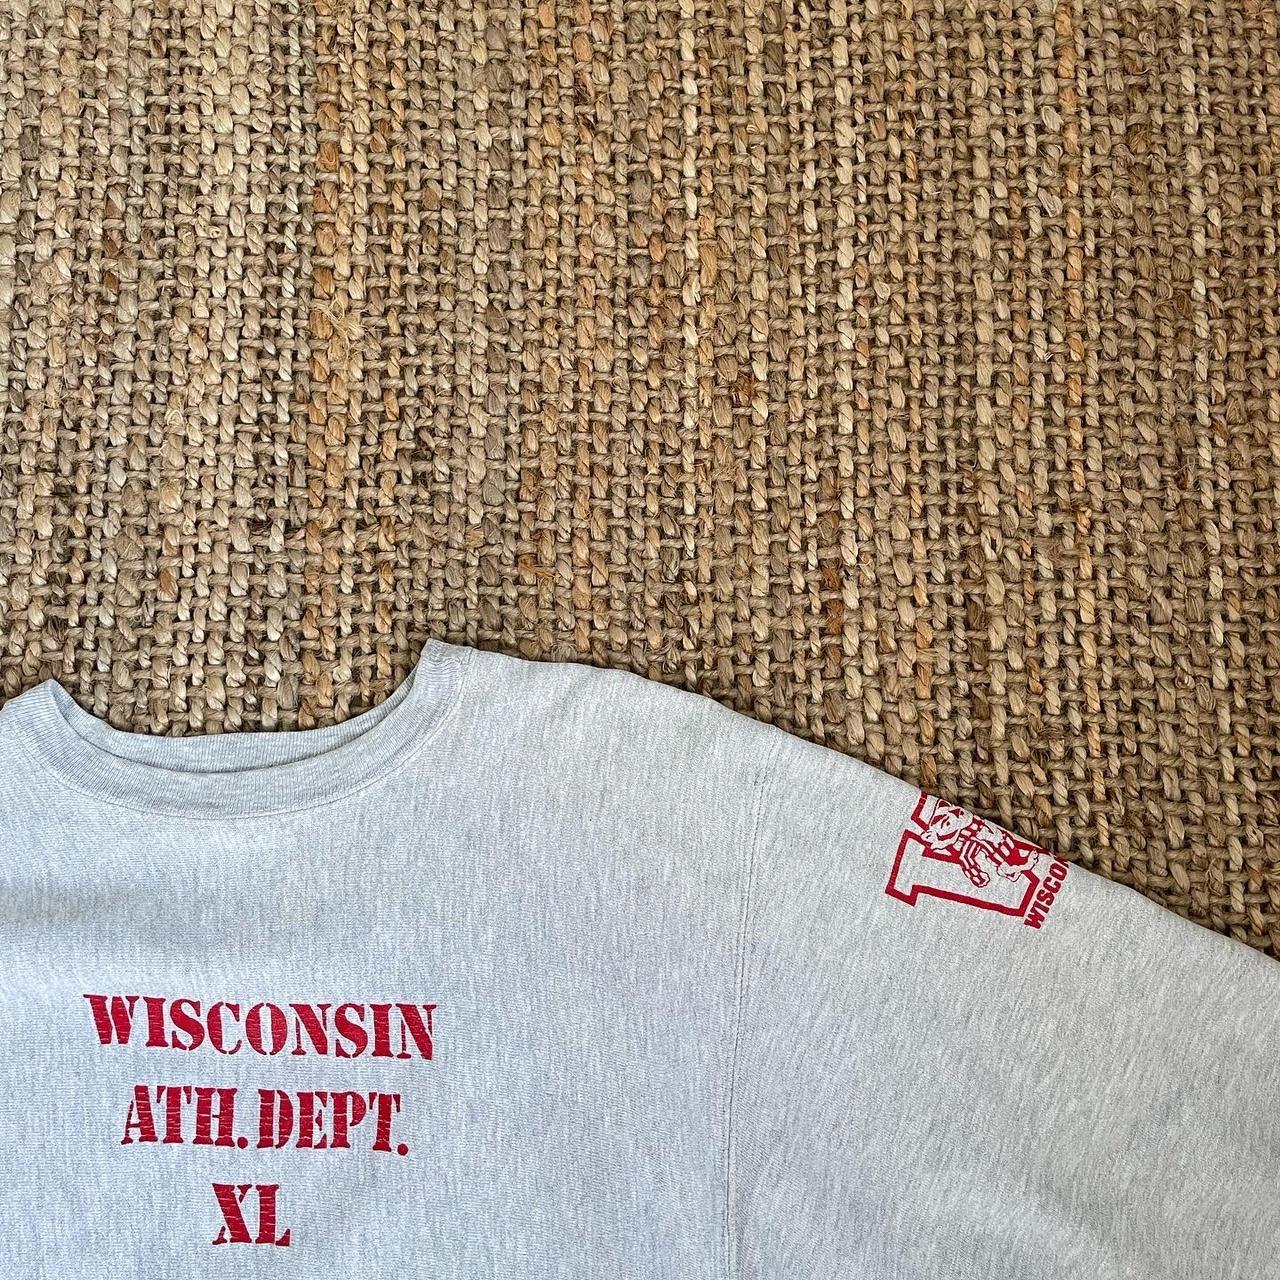 WISCONSIN
ATH. DEPT.
XL